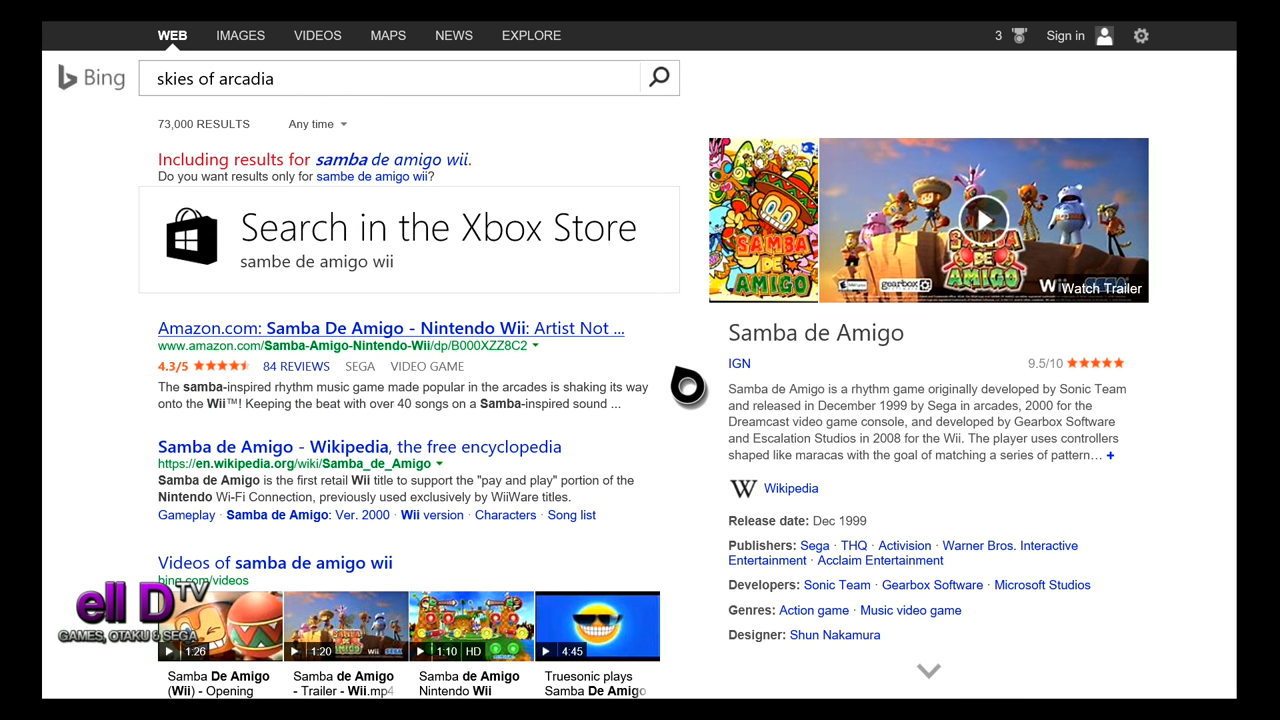 WEB IMAGES VIDEOS MAPS NEWS EXPLORE 3 Sign in
Bing skies of arcadia
73,000 RESULTS Any time
Including results for samba de amigo wii.
Do you want results only for sambe de amigo wii?
Search in the Xbox Store
sambe de amigo wii
Amazon.com: Samba De Amigo - Nintendo Wii: Artist Not ...
www.amazon.com/Samba-Amigo-Nintendo-Wii/dp/B000XZZ8C2
4.3/5 84 REVIEWS SEGA VIDEO GAME
The samba-inspired rhythm music game made popular in the arcades is shaking its way
onto the Wii™! Keeping the beat with over 40 songs on a Samba-inspired sound ...
Samba de Amigo - Wikipedia, the free encyclopedia
https://en.wikipedia.org/wiki/Samba_de_Amigo
Samba de Amigo is the first retail Wii title to support the "pay and play" portion of the
Nintendo Wi-Fi Connection, previously used exclusively by WiiWare titles.
Gameplay · Samba de Amigo: Ver. 2000 · Wii version · Characters · Song list
Videos of samba de amigo wii
bing.com/videos
ell D TV
GAMES, OTAKU & SEGA
1:26
1:20
1:10 HD
4:45
Samba De Amigo
(Wii) - Opening
Samba de Amigo
- Trailer - Wii.mp4
Samba de Amigo
Nintendo Wii
Truesonic plays
Samba De Amigo
SAMBA
DE
AMIGO
SAMBA
DE
AMIGO
gearbox
Wii
SEGA
Watch Trailer
Samba de Amigo
IGN 9.5/10
Samba de Amigo is a rhythm game originally developed by Sonic Team
and released in December 1999 by Sega in arcades, 2000 for the
Dreamcast video game console, and developed by Gearbox Software
and Escalation Studios in 2008 for the Wii. The player uses controllers
shaped like maracas with the goal of matching a series of pattern… +
W Wikipedia
Release date: Dec 1999
Publishers: Sega · THQ · Activision · Warner Bros. Interactive
Entertainment · Acclaim Entertainment
Developers: Sonic Team · Gearbox Software · Microsoft Studios
Genres: Action game · Music video game
Designer: Shun Nakamura